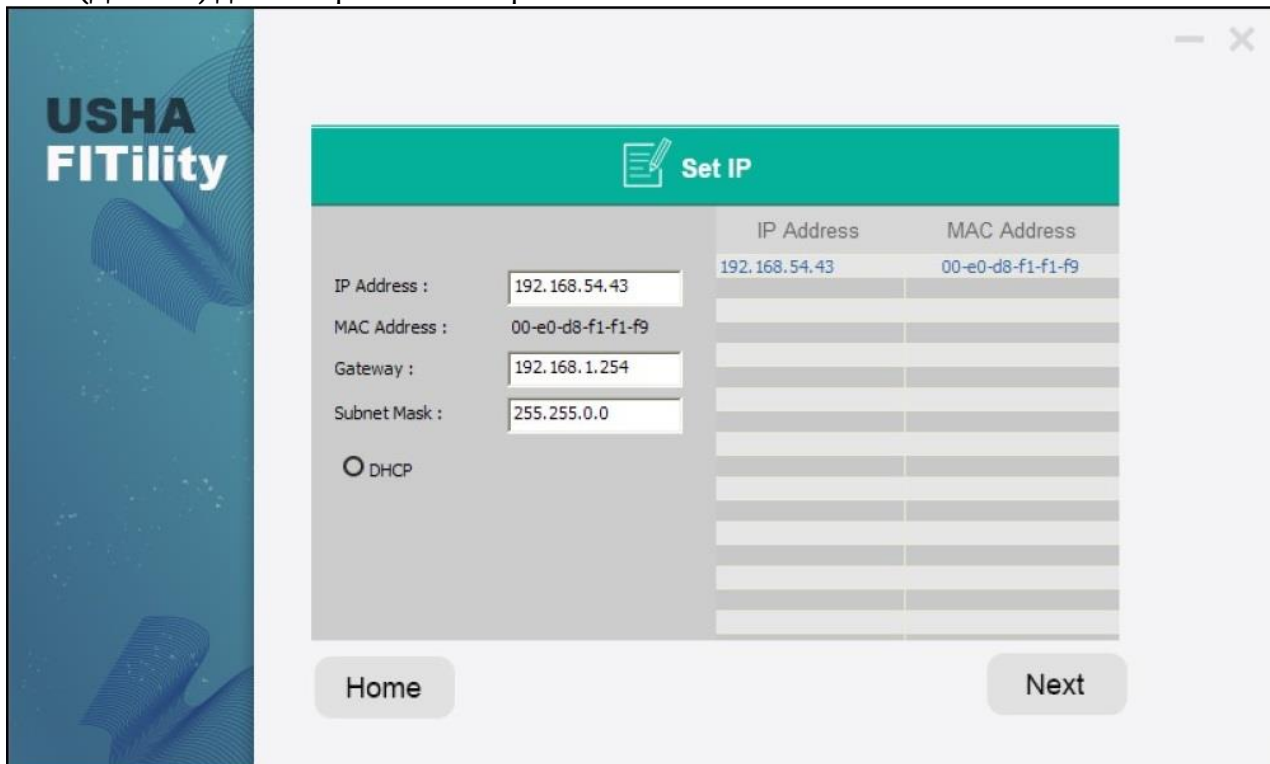 USHA
FITility
Set IP
IP Address :
192.168.54.43
MAC Address :
00-e0-d8-f1-f1-f9
Gateway :
192.168.1.254
Subnet Mask :
255.255.0.0
DHCP
IP Address MAC Address
192.168.54.43 00-e0-d8-f1-f1-f9
Home
Next